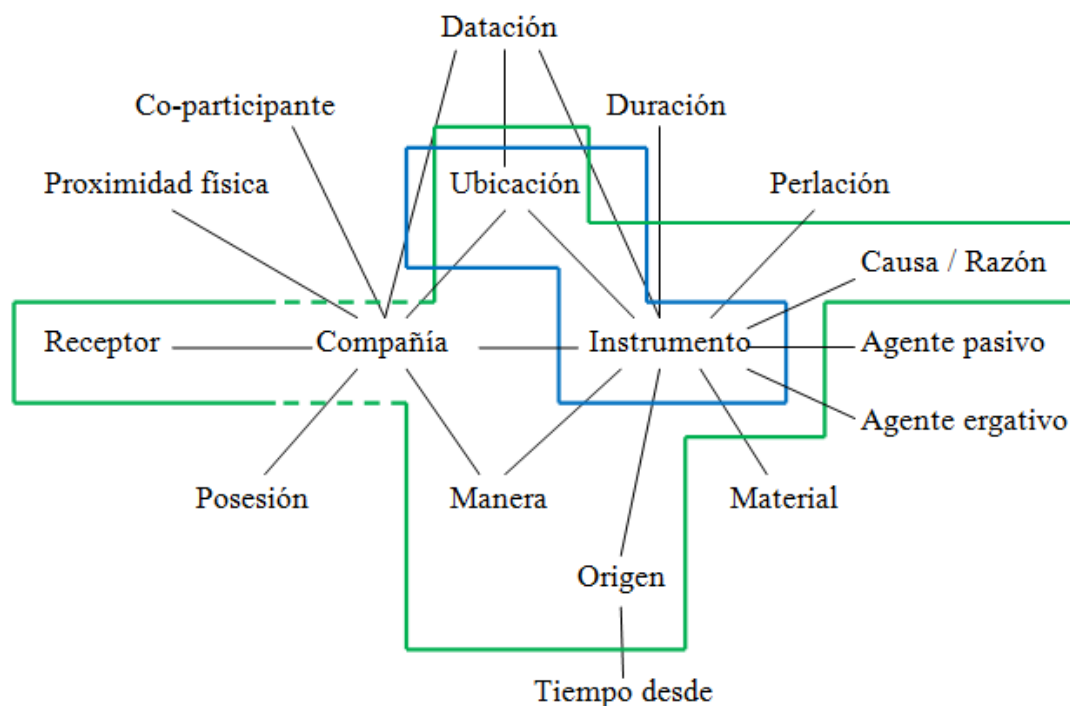 Datación
Co-participante
Duración
Proximidad física
Ubicación
Perlación
Causa / Razón
Receptor
Compañía
Instrumento
Agente pasivo
Agente ergativo
Posesión
Manera
Material
Origen
Tiempo desde